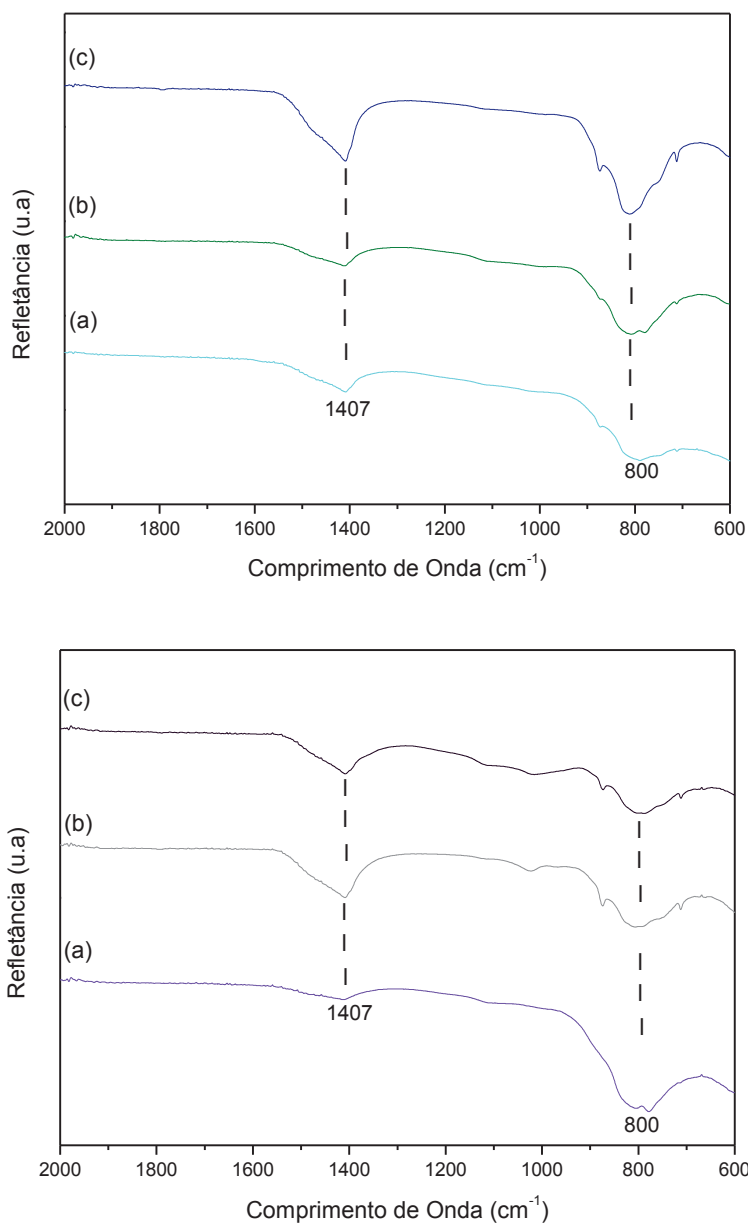 (c)
(b)
(a)
Refletância (u.a)
1407
800
2000 1800 1600 1400 1200 1000 800 600
Comprimento de Onda (cm⁻¹)
(c)
(b)
(a)
Refletância (u.a)
1407
800
2000 1800 1600 1400 1200 1000 800 600
Comprimento de Onda (cm⁻¹)